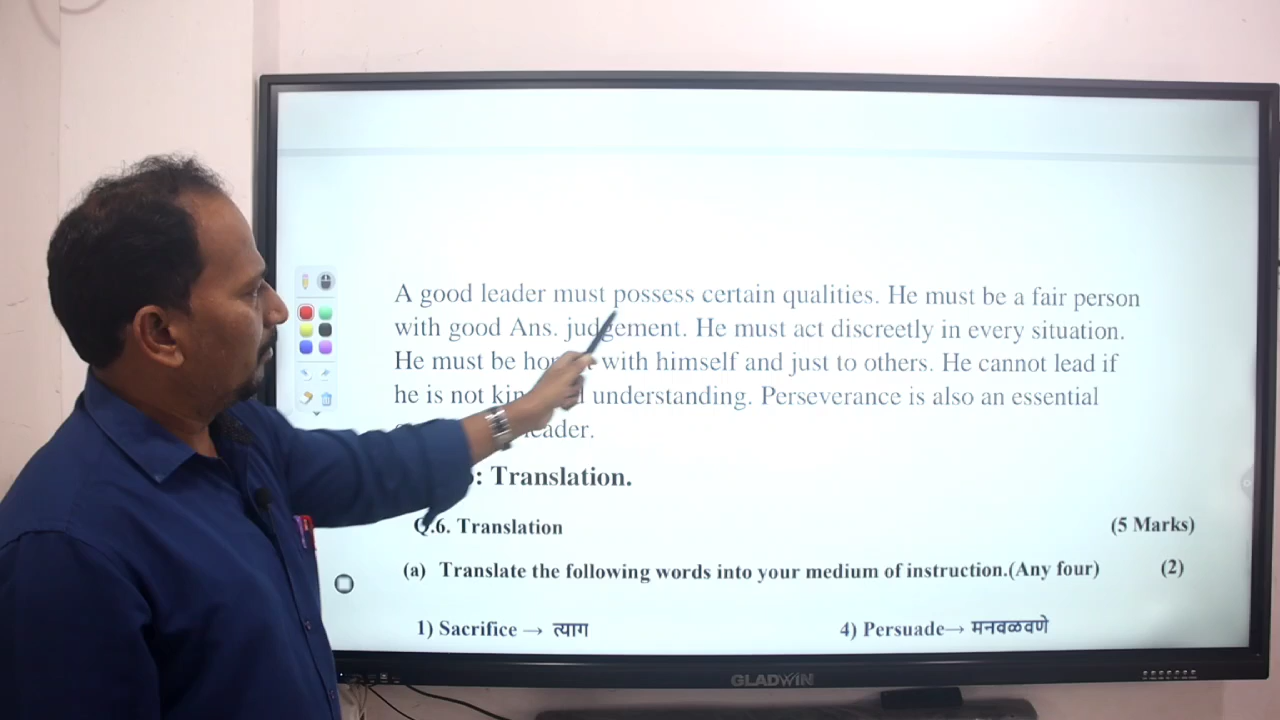 A good leader must possess certain qualities. He must be a fair person
with good Ans. judgement. He must act discreetly in every situation.
He must be with himself and just to others. He cannot lead if
he is not understanding. Perseverance is also an essential
leader.
: Translation.
Q.6. Translation (5 Marks)
(a) Translate the following words into your medium of instruction.(Any four) (2)
1) Sacrifice → त्याग 4) Persuade→ मनवळवणे
GLADWIN